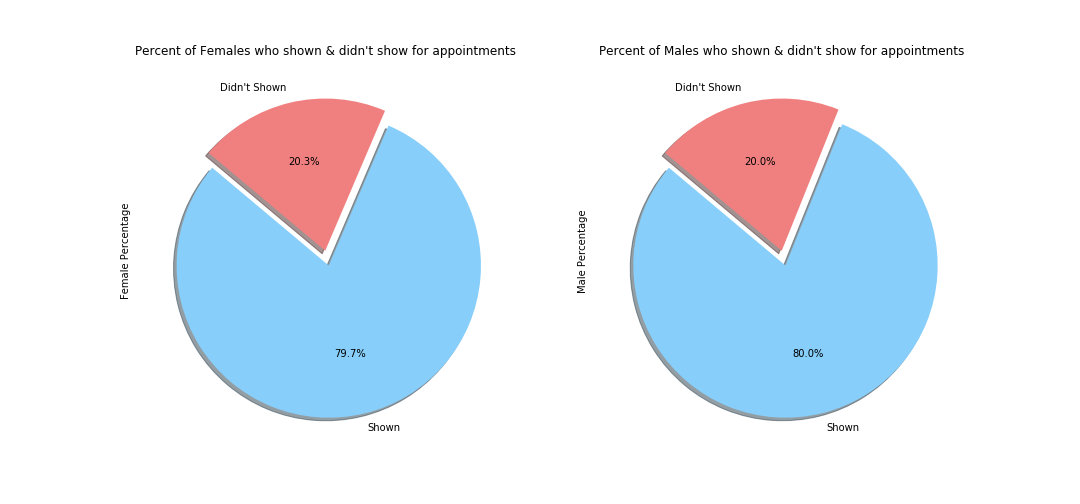 Percent of Females who shown & didn't show for appointments
Didn't Shown
20.3%
Female Percentage
79.7%
Shown
Percent of Males who shown & didn't show for appointments
Didn't Shown
20.0%
Male Percentage
80.0%
Shown